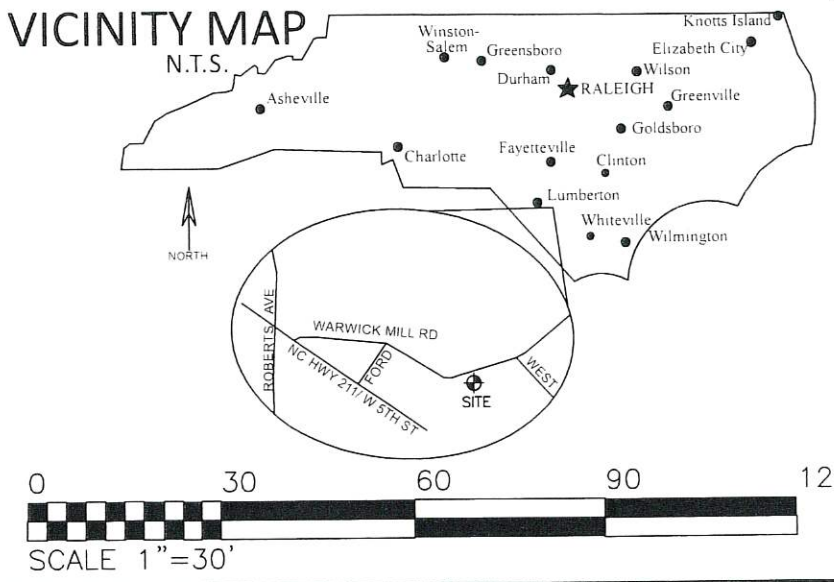 VICINITY MAP
N.T.S.
Knotts Island
Winston-
Salem
Greensboro
Elizabeth City
Durham
Wilson
RALEIGH
Asheville
Greenville
Goldsboro
Charlotte
Fayetteville
Clinton
Lumberton
Whiteville
Wilmington
NORTH
ROBERTS AVE
WARWICK MILL RD
FORD
NC HWY 211/ W 5TH ST
WEST
SITE
0 30 60 90 12
SCALE 1"=30'